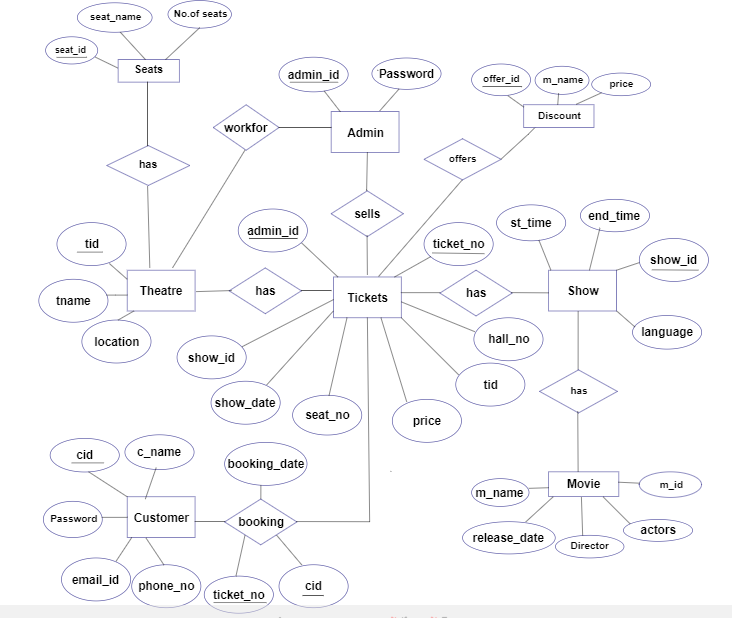 seat_name
No.of seats
seat_id
Seats
admin_id
Password
offer_id
m_name
price
Discount
workfor
Admin
has
offers
sells
tid
admin_id
ticket_no
st_time
end_time
show_id
tname
Theatre
has
Tickets
has
Show
location
show_id
hall_no
language
show_date
seat_no
price
tid
has
cid
c_name
booking_date
m_name
Movie
m_id
Password
Customer
booking
release_date
Director
actors
email_id
phone_no
ticket_no
cid